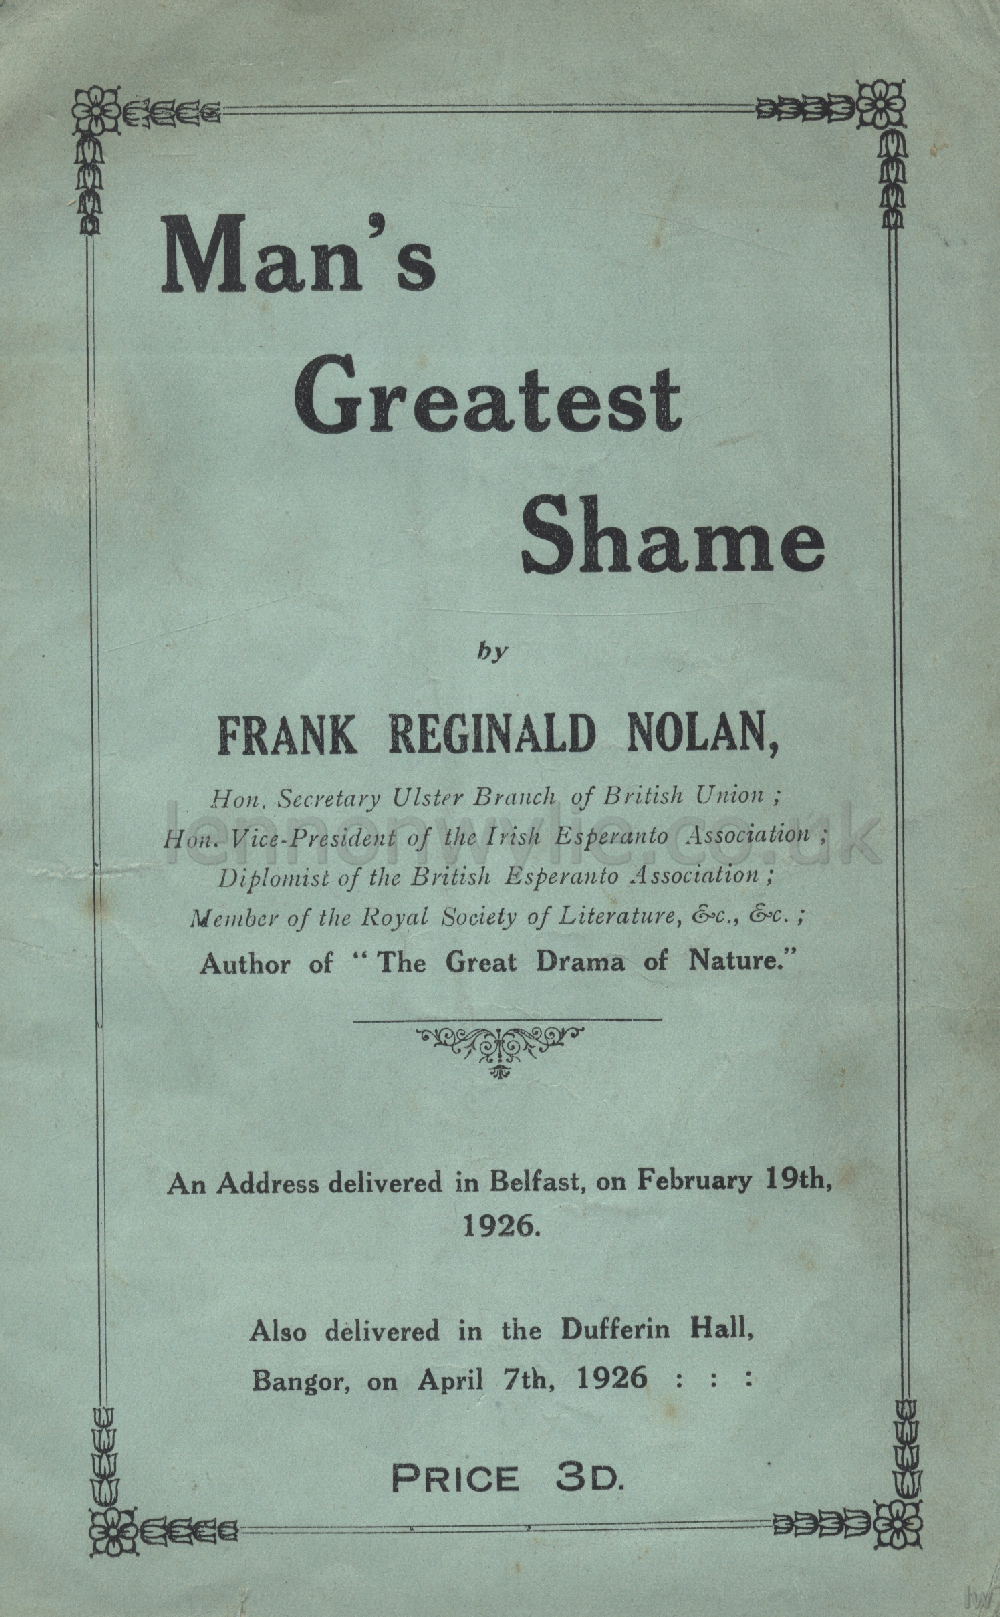 Man's
Greatest
Shame
by
FRANK REGINALD NOLAN,
Hon. Secretary Ulster Branch of British Union ;
Hon. Vice-President of the Irish Esperanto Association ;
lennonwylie.co.uk
Diplomist of the British Esperanto Association ;
Member of the Royal Society of Literature, &c., &c. ;
Author of “The Great Drama of Nature.”
An Address delivered in Belfast, on February 19th,
1926.
Also delivered in the Dufferin Hall,
Bangor, on April 7th, 1926 : : :
PRICE 3D.